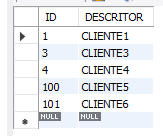 ID DESCRITOR
1 CLIENTE1
3 CLIENTE3
4 CLIENTE4
100 CLIENTE5
101 CLIENTE6
NULL NULL